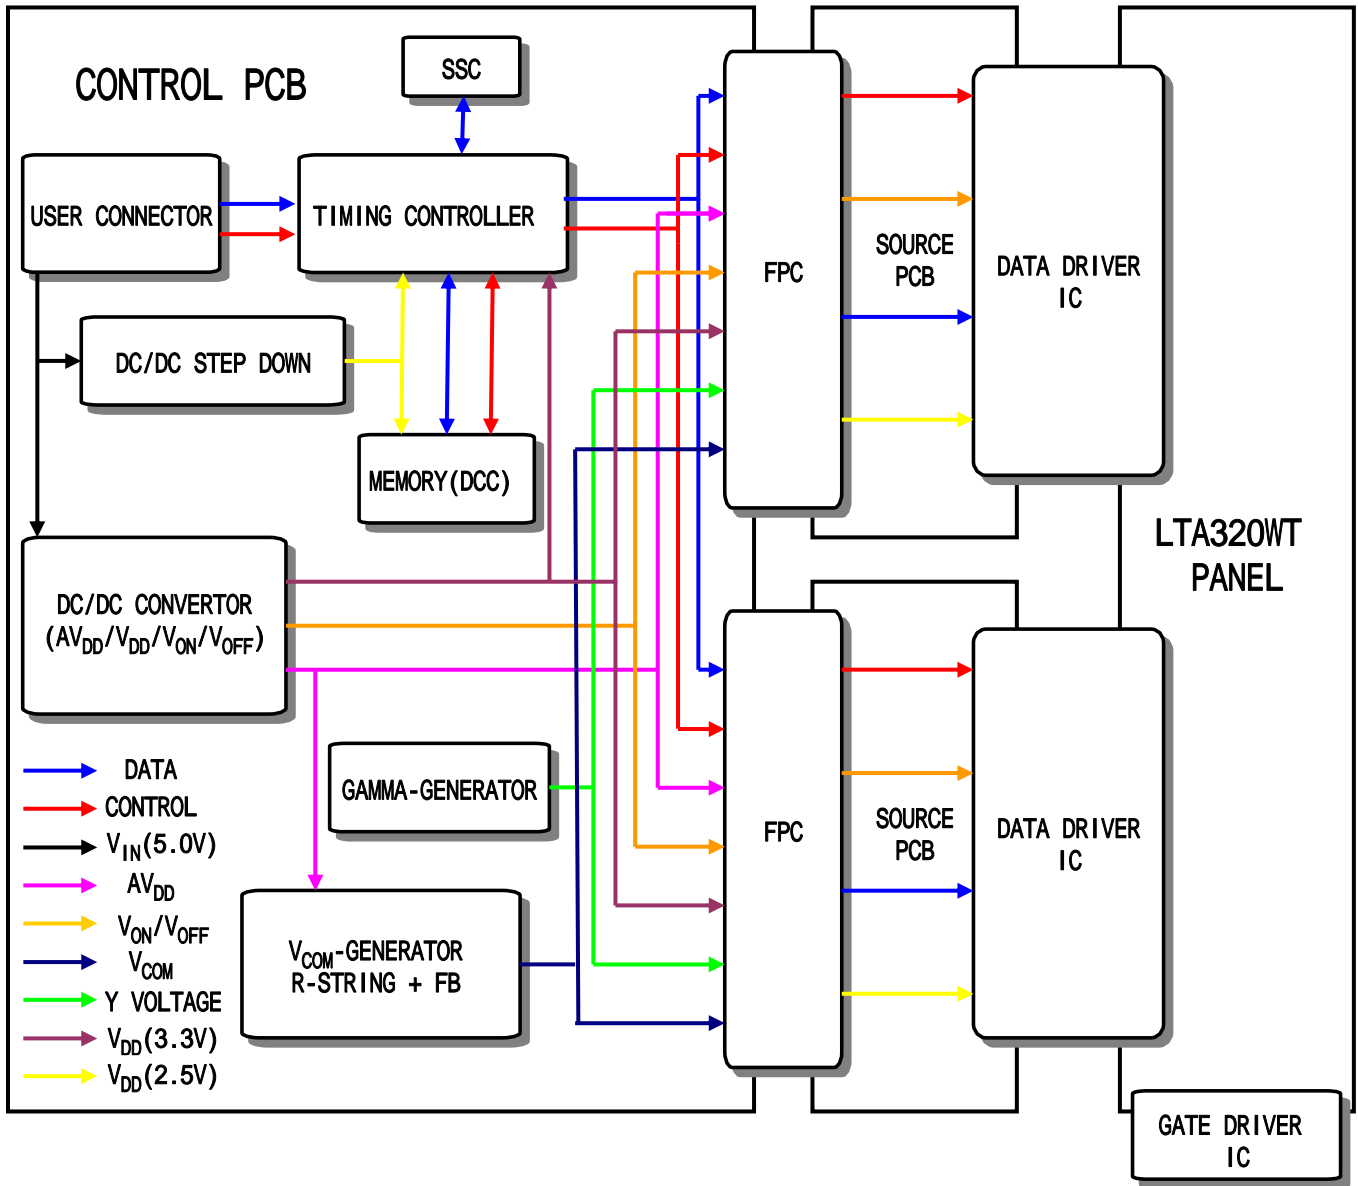 CONTROL PCB
SSC
USER CONNECTOR
TIMING CONTROLLER
DC/DC STEP DOWN
MEMORY(DCC)
DC/DC CONVERTOR
(AVDD/VDD/VON/VOFF)
GAMMA-GENERATOR
VCOM-GENERATOR
R-STRING + FB
DATA
CONTROL
VIN(5.0V)
AVDD
VON/VOFF
VCOM
Y VOLTAGE
VDD(3.3V)
VDD(2.5V)
FPC
SOURCE
PCB
DATA DRIVER
IC
FPC
SOURCE
PCB
DATA DRIVER
IC
LTA320WT
PANEL
GATE DRIVER
IC